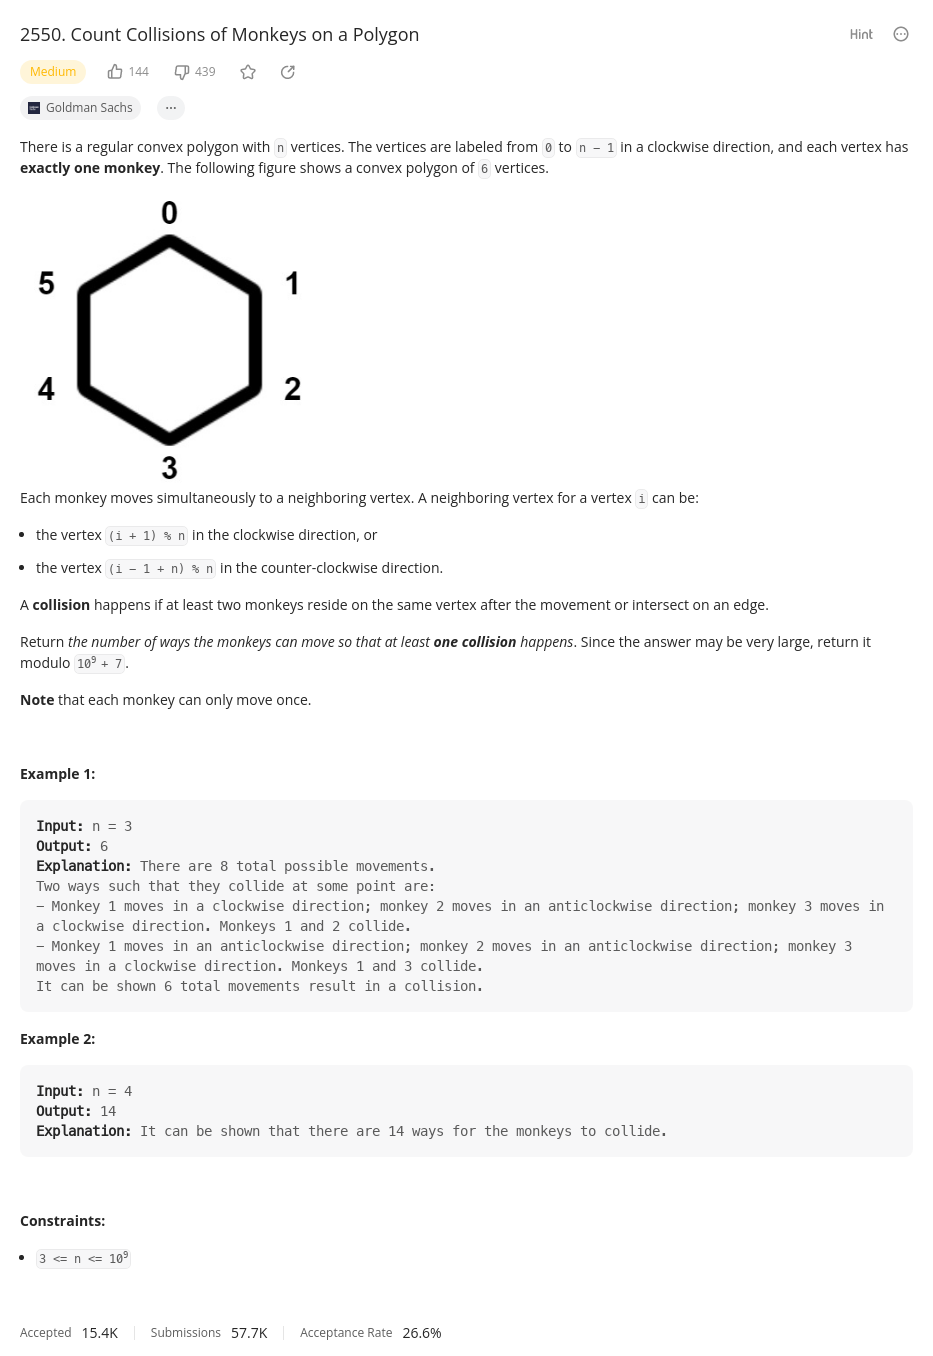 2550. Count Collisions of Monkeys on a Polygon
Hint
Medium
144
439
Goldman Sachs
...
There is a regular convex polygon with n vertices. The vertices are labeled from 0 to n - 1 in a clockwise direction, and each vertex has
exactly one monkey. The following figure shows a convex polygon of 6 vertices.
0
5
1
4
2
3
Each monkey moves simultaneously to a neighboring vertex. A neighboring vertex for a vertex i can be:
• the vertex (i + 1) % n in the clockwise direction, or
• the vertex (i - 1 + n) % n in the counter-clockwise direction.
A collision happens if at least two monkeys reside on the same vertex after the movement or intersect on an edge.
Return the number of ways the monkeys can move so that at least one collision happens. Since the answer may be very large, return it
modulo 10⁹ + 7.
Note that each monkey can only move once.
Example 1:
Input: n = 3
Output: 6
Explanation: There are 8 total possible movements.
Two ways such that they collide at some point are:
- Monkey 1 moves in a clockwise direction; monkey 2 moves in an anticlockwise direction; monkey 3 moves in
a clockwise direction. Monkeys 1 and 2 collide.
- Monkey 1 moves in an anticlockwise direction; monkey 2 moves in an anticlockwise direction; monkey 3
moves in a clockwise direction. Monkeys 1 and 3 collide.
It can be shown 6 total movements result in a collision.
Example 2:
Input: n = 4
Output: 14
Explanation: It can be shown that there are 14 ways for the monkeys to collide.
Constraints:
• 3 <= n <= 10⁹
Accepted 15.4K Submissions 57.7K Acceptance Rate 26.6%